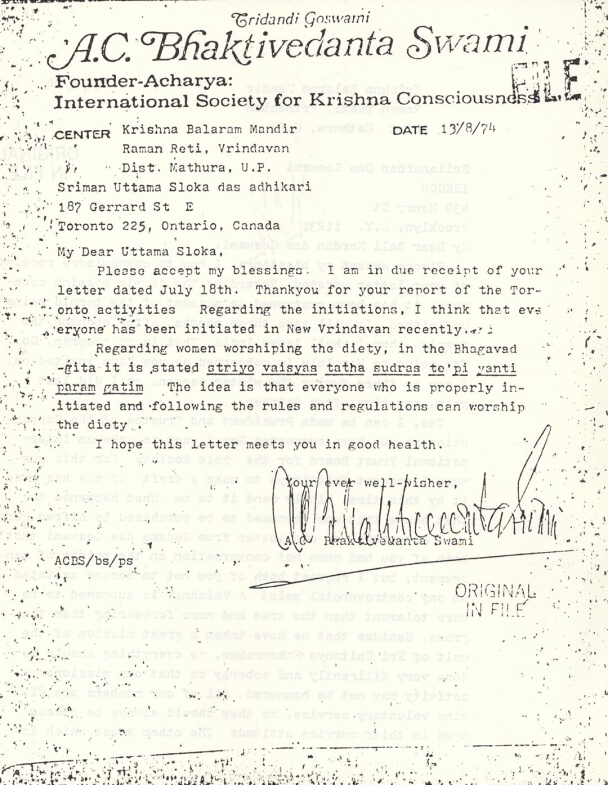 Tridandi Goswami
A.C. Bhaktivedanta Swami
Founder-Acharya:
International Society for Krishna Consciousness
FILE
CENTER Krishna Balaram Mandir DATE 13/8/74
Raman Reti, Vrindavan
Dist. Mathura, U.P.
Sriman Uttama Sloka das adhikari
187 Gerrard St E
Toronto 225, Ontario, Canada
My Dear Uttama Sloka,
Please accept my blessings. I am in due receipt of your
letter dated July 18th. Thankyou for your report of the Tor-
onto activities Regarding the initiations, I think that ev-
eryone has been initiated in New Vrindavan recently.
Regarding women worshiping the diety, in the Bhagavad
-gita it is stated striyo vaisyas tatha sudras te'pi yanti
param gatim The idea is that everyone who is properly in-
itiated and following the rules and regulations can worship
the diety.
I hope this letter meets you in good health.
Your ever well-wisher,
A.C. Bhaktivedanta Swami
ACBS/bs/ps
ORIGINAL
IN FILE